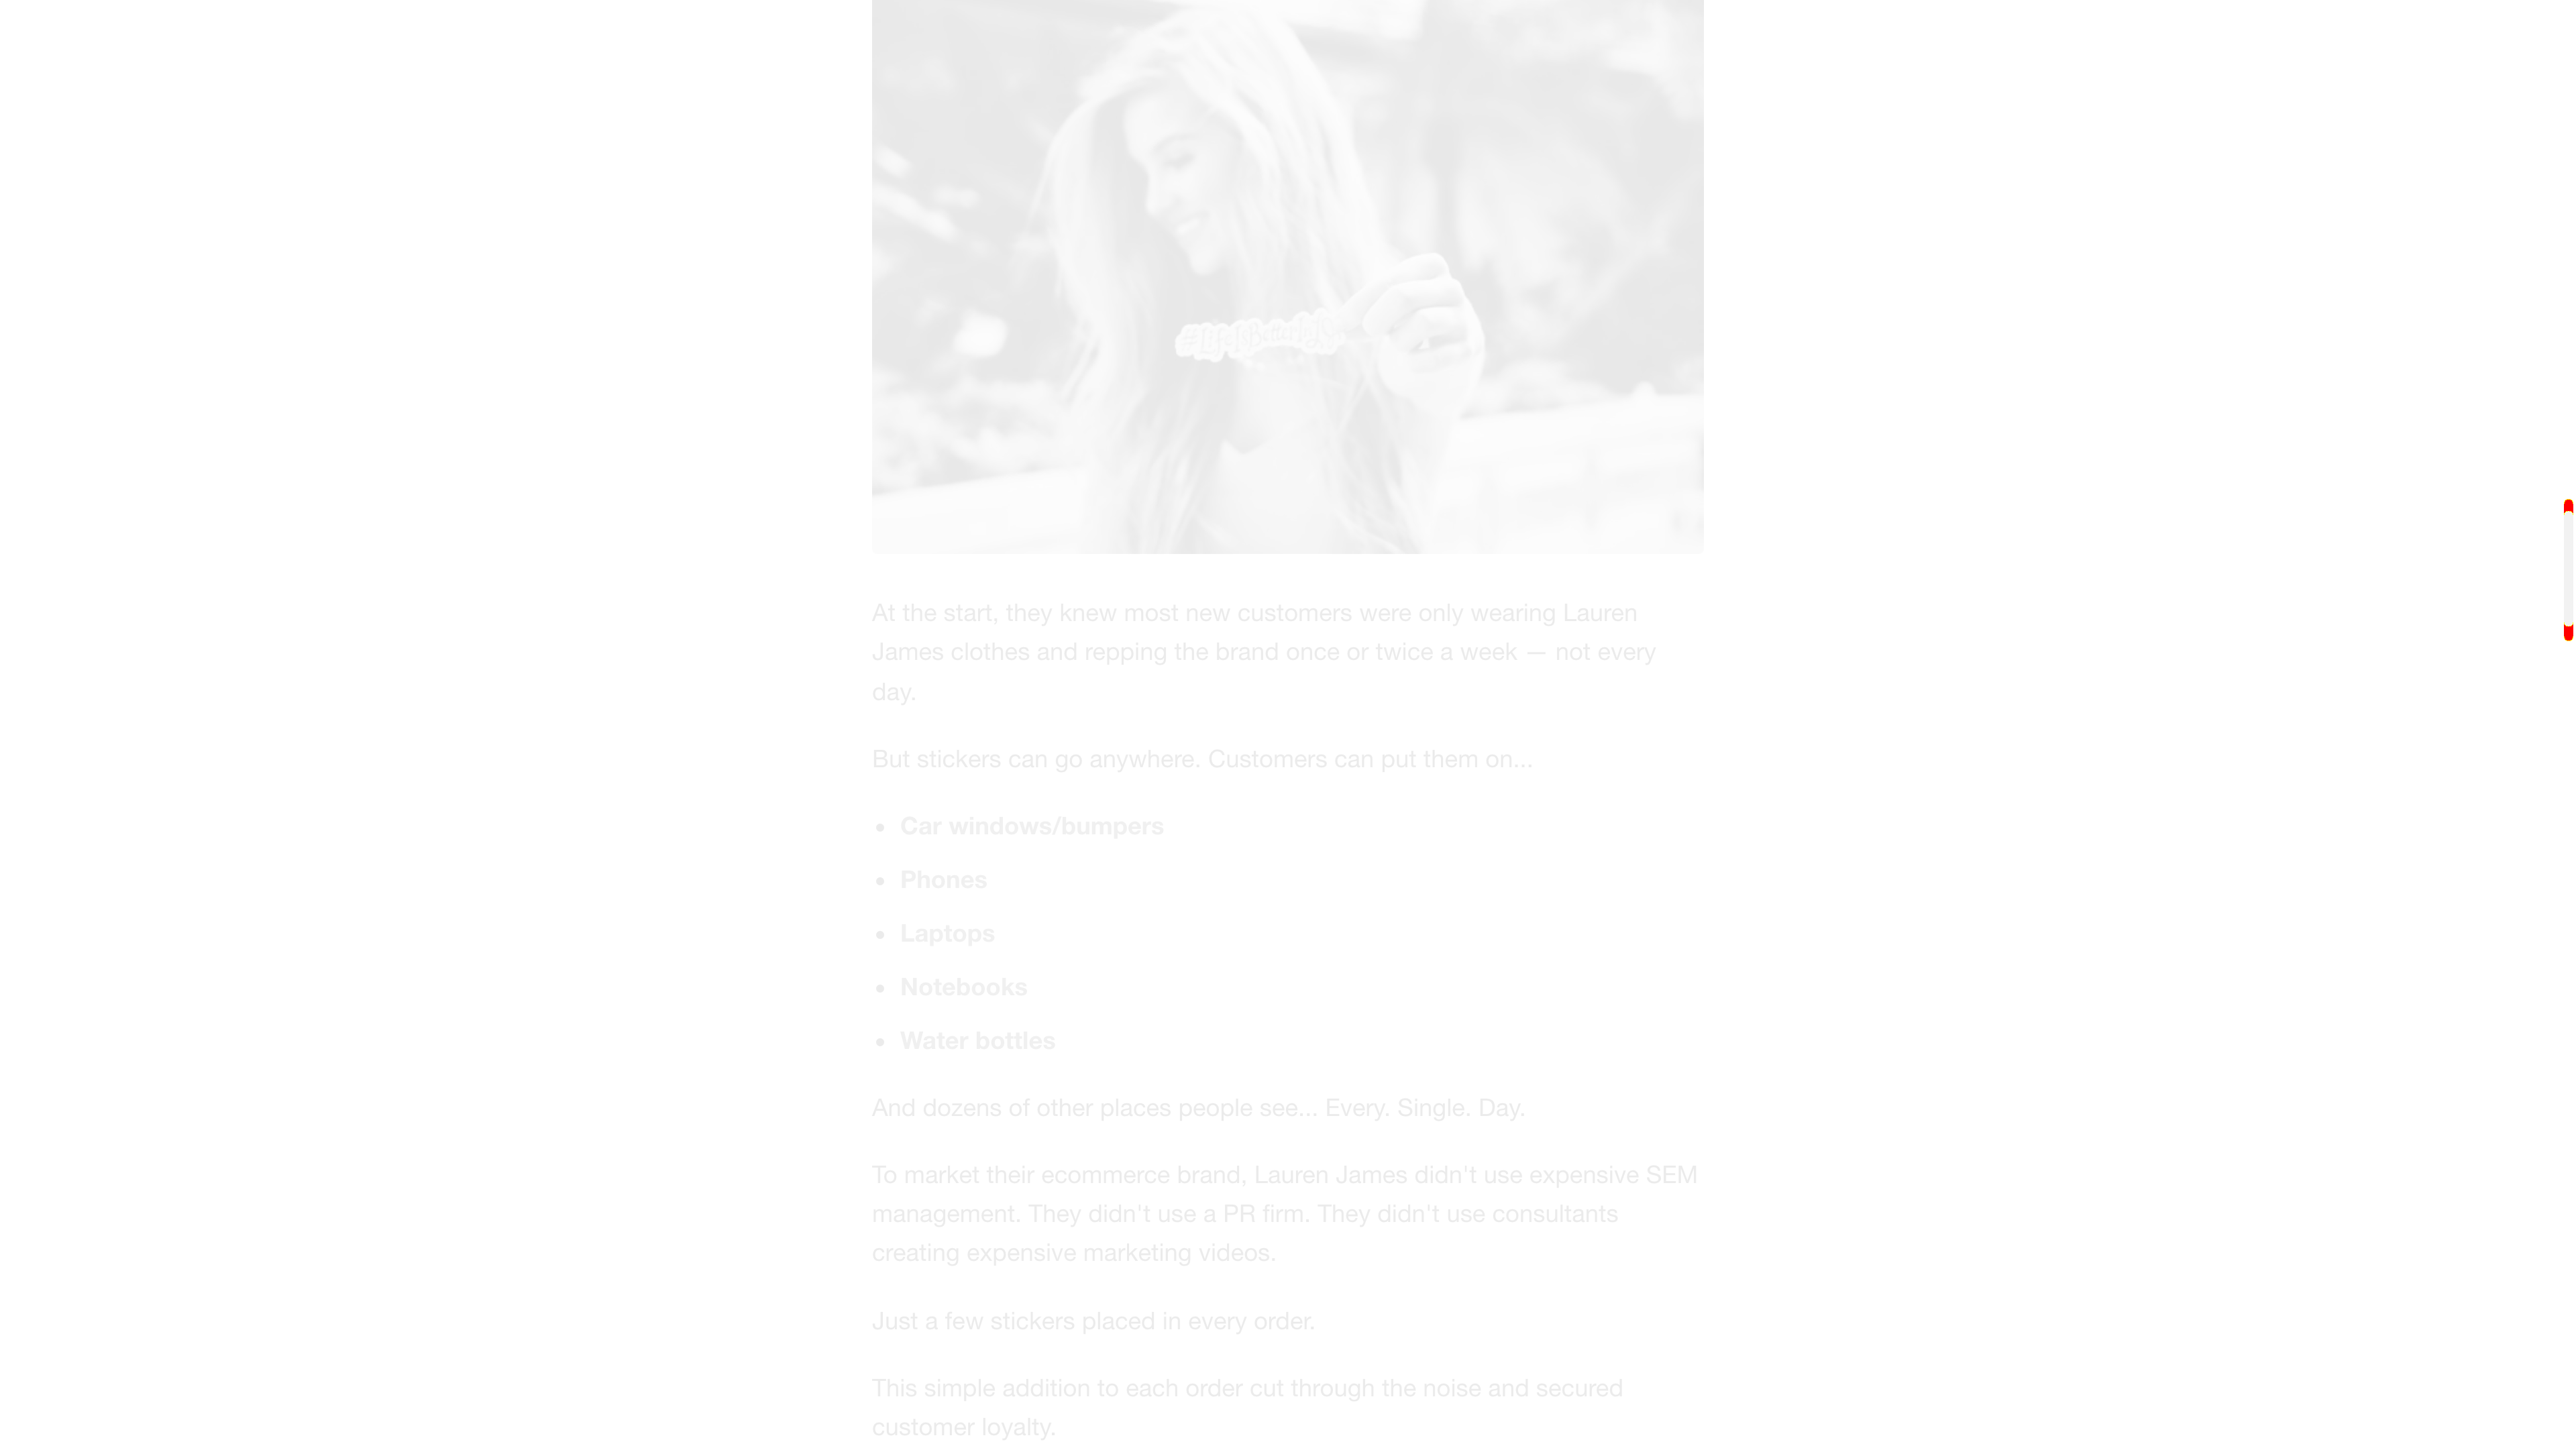 #LifeIsBetterInLJ
At the start, they knew most new customers were only wearing Lauren
James clothes and repping the brand once or twice a week — not every
day.
But stickers can go anywhere. Customers can put them on...
• Car windows/bumpers
• Phones
• Laptops
• Notebooks
• Water bottles
And dozens of other places people see... Every. Single. Day.
To market their ecommerce brand, Lauren James didn't use expensive SEM
management. They didn't use a PR firm. They didn't use consultants
creating expensive marketing videos.
Just a few stickers placed in every order.
This simple addition to each order cut through the noise and secured
customer loyalty.